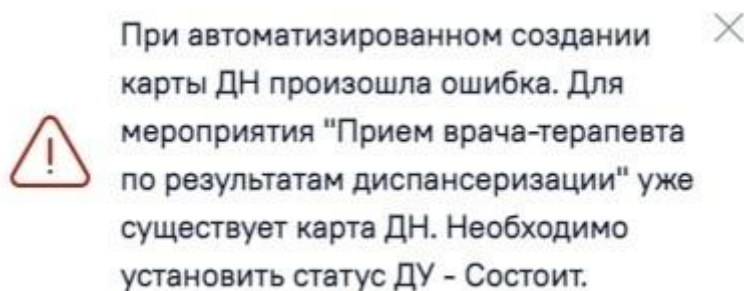 При автоматизированном создании
карты ДН произошла ошибка. Для
мероприятия "Прием врача-терапевта
по результатам диспансеризации" уже
существует карта ДН. Необходимо
установить статус ДУ - Состоит.